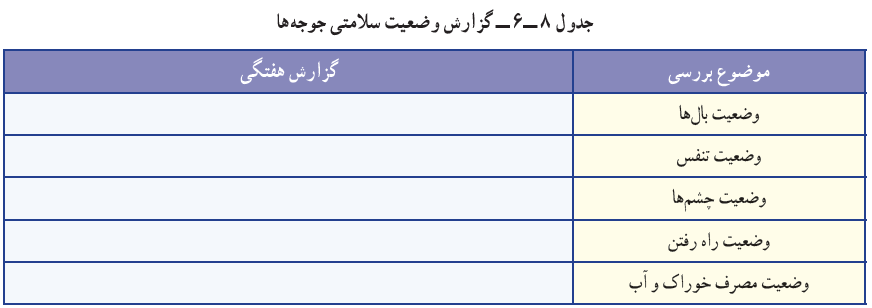 جدول ۸ــ۶ــ گزارش وضعیت سلامتی جوجه‌ها
موضوع بررسی گزارش هفتگی
وضعیت بال‌ها
وضعیت تنفس
وضعیت چشم‌ها
وضعیت راه رفتن
وضعیت مصرف خوراک و آب